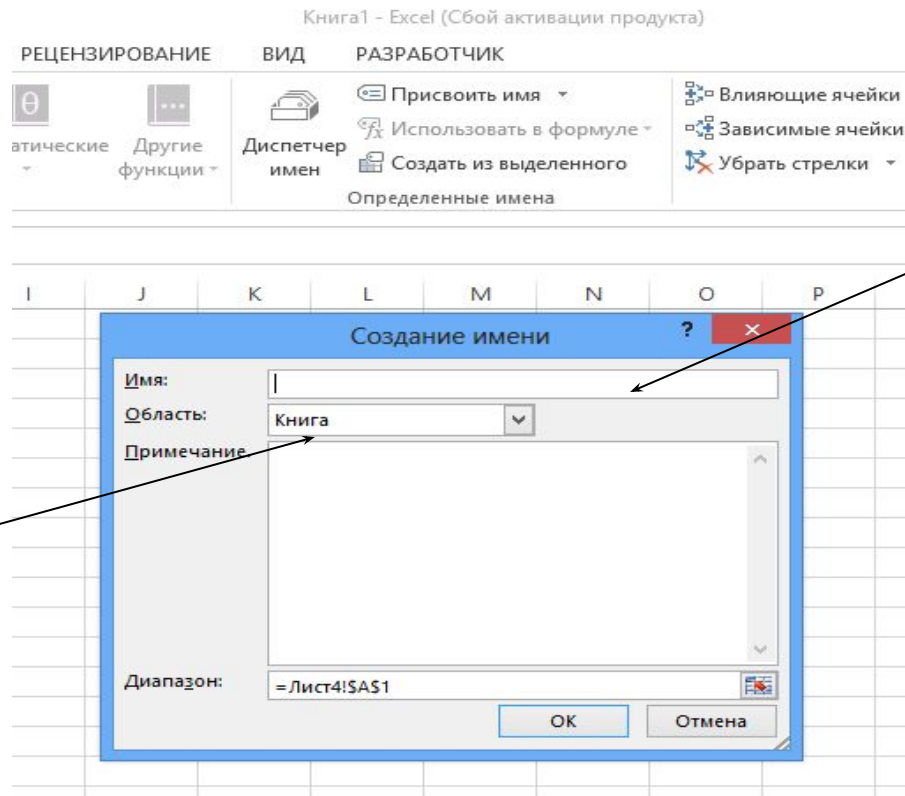 Книга1 - Excel (Сбой активации продукта)
РЕЦЕНЗИРОВАНИЕ ВИД РАЗРАБОТЧИК
θ ... Присвоить имя Влияющие ячейки
атические Другие Диспетчер Использовать в формуле Зависимые ячейки
функции имен Создать из выделенного Убрать стрелки
Определенные имена
I J K L M N O P
Создание имени ? ×
Имя:
Область: Книга
Примечание:
Диапазон: =Лист4!$A$1
ОК Отмена